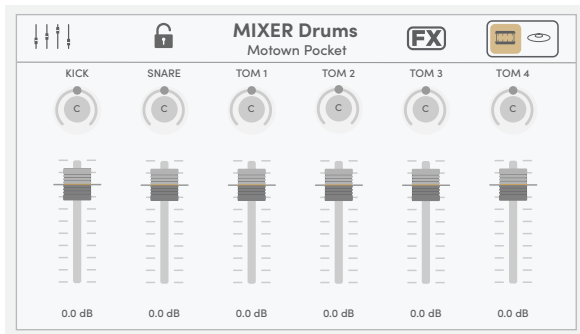 MIXER Drums
Motown Pocket
FX
KICK SNARE TOM 1 TOM 2 TOM 3 TOM 4
C C C C C C
0.0 dB 0.0 dB 0.0 dB 0.0 dB 0.0 dB 0.0 dB